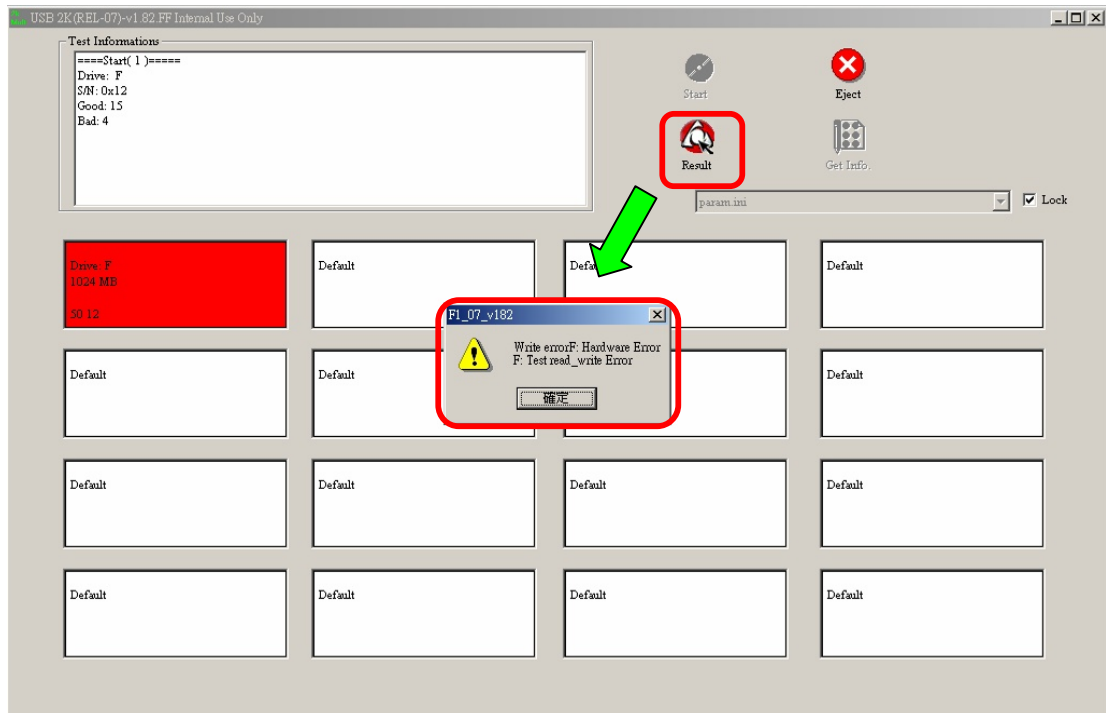 USB 2K(REL-07)-v1.82.FF Internal Use Only
Test Informations
====Start( 1 )=====
Drive: F
S/N: 0x12
Good: 15
Bad: 4
Start
Eject
Result
Get Info.
param.ini
Lock
Drive: F
1024 MB
50 12
Default
Default
Default
F1_07_v182
Write errorF: Hardware Error
F: Test read_write Error
確定
Default
Default
Default
Default
Default
Default
Default
Default
Default
Default
Default